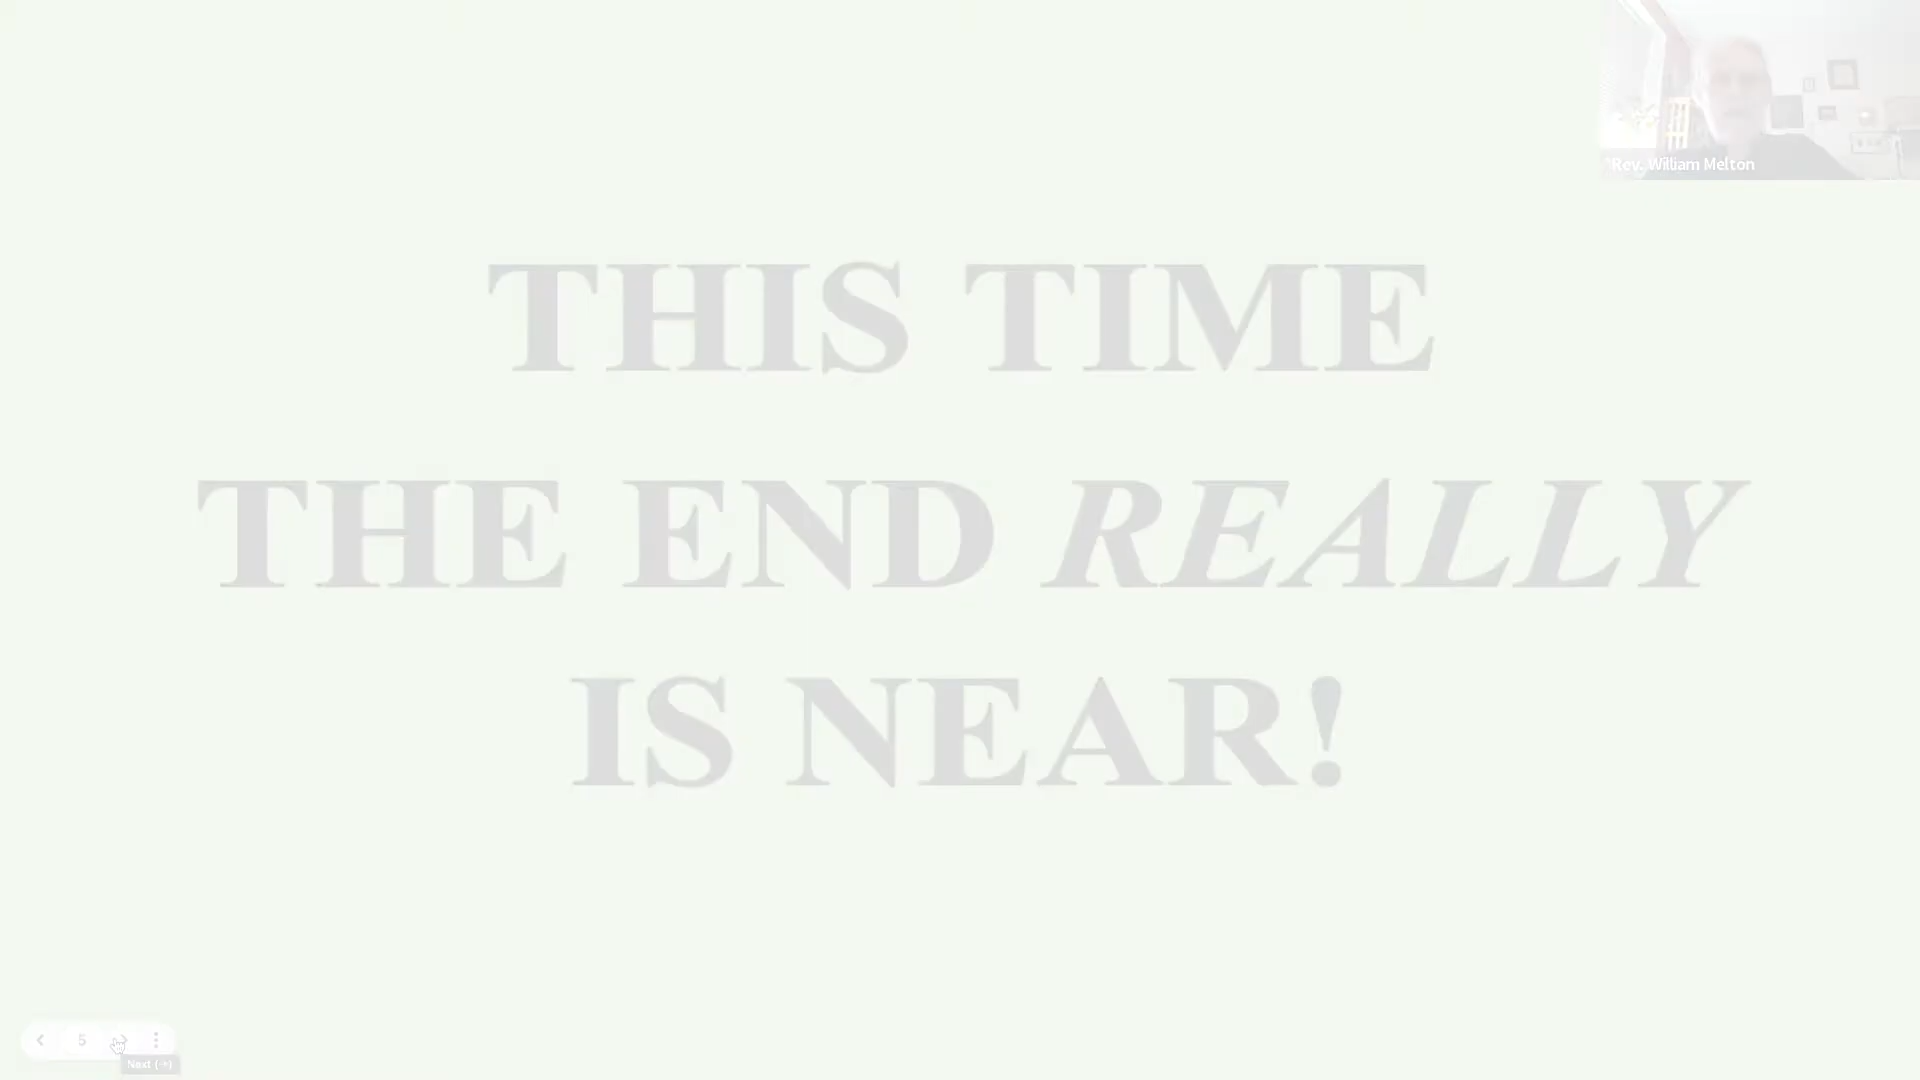 Rev. William Melton
THIS TIME
THE END REALLY
IS NEAR!
5
Next (→)